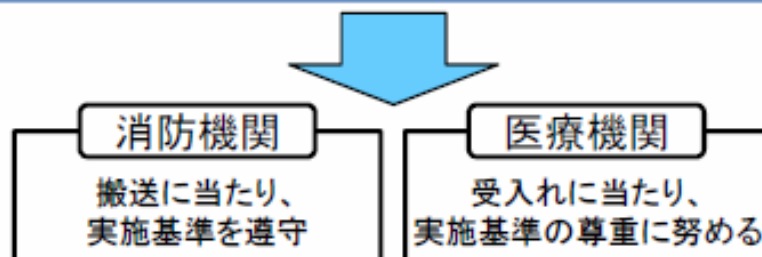 消防機関
搬送に当たり、
実施基準を遵守
医療機関
受入れに当たり、
実施基準の尊重に努める